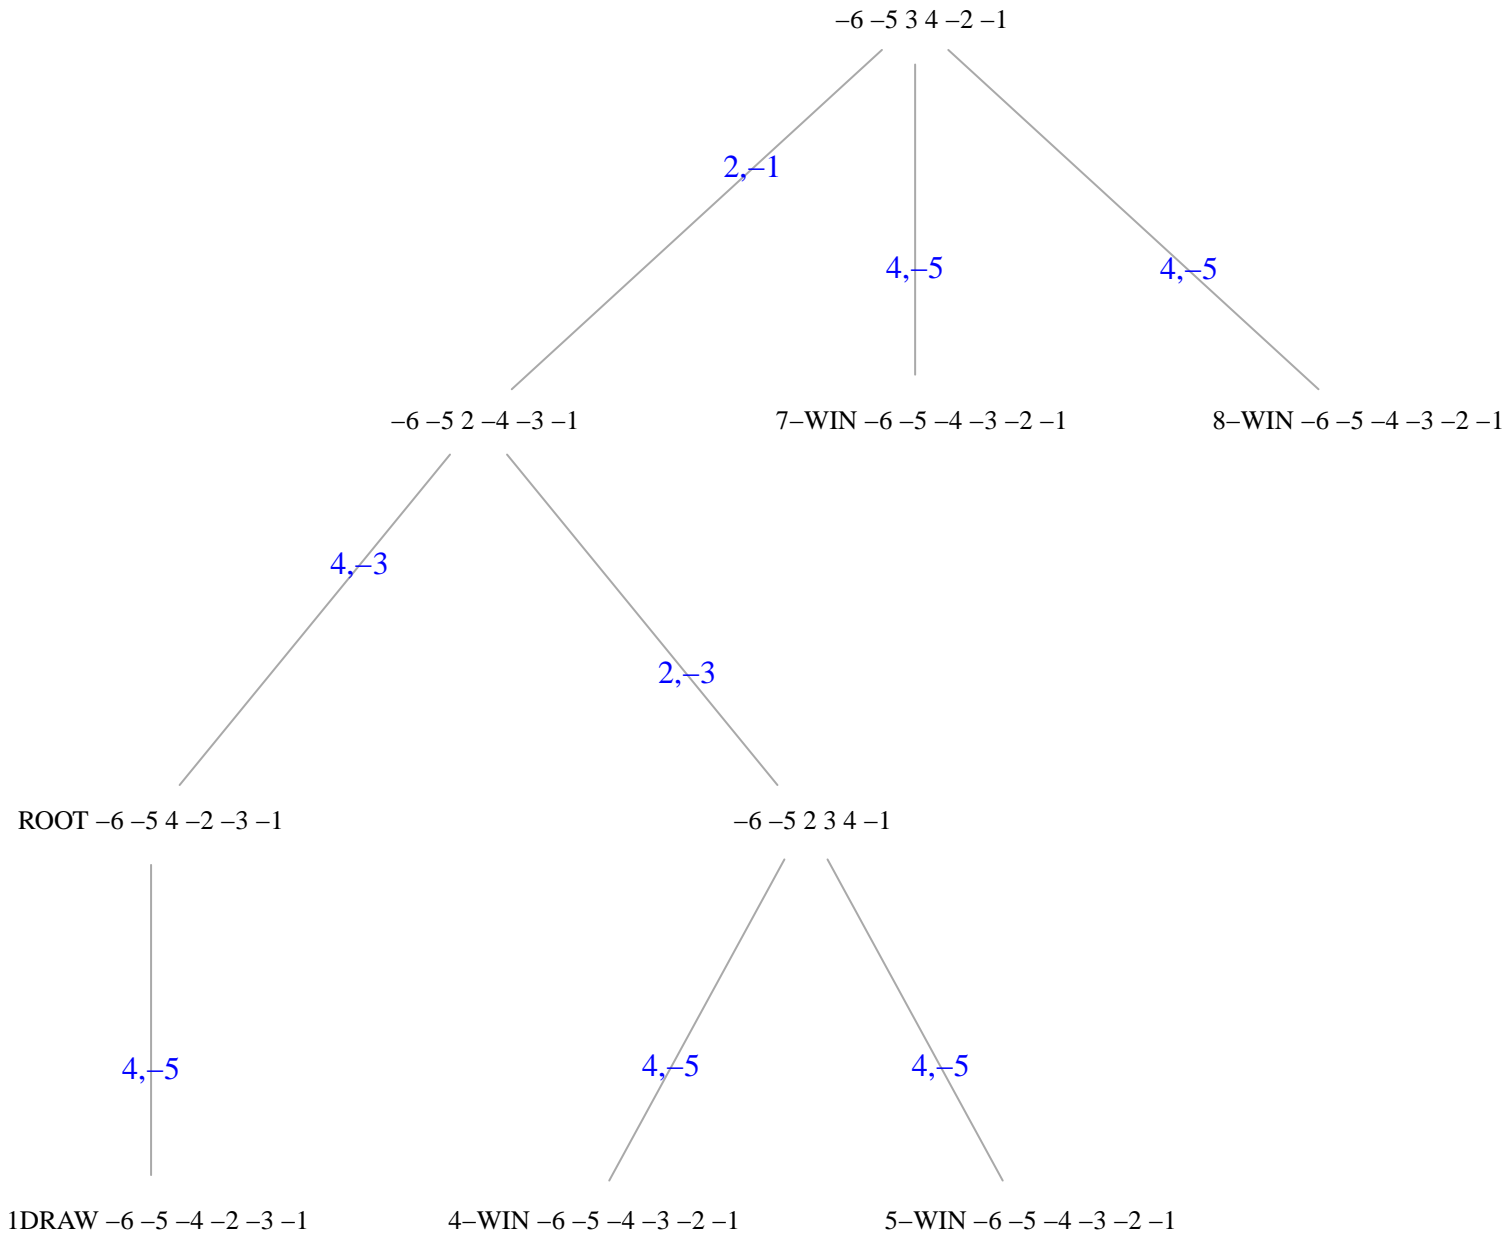 –6 –5 3 4 –2 –1
2,–1
4,–5
4,–5
–6 –5 2 –4 –3 –1
7–WIN –6 –5 –4 –3 –2 –1
8–WIN –6 –5 –4 –3 –2 –1
4,–3
2,–3
ROOT –6 –5 4 –2 –3 –1
–6 –5 2 3 4 –1
4,–5
4,–5
4,–5
1DRAW –6 –5 –4 –2 –3 –1
4–WIN –6 –5 –4 –3 –2 –1
5–WIN –6 –5 –4 –3 –2 –1